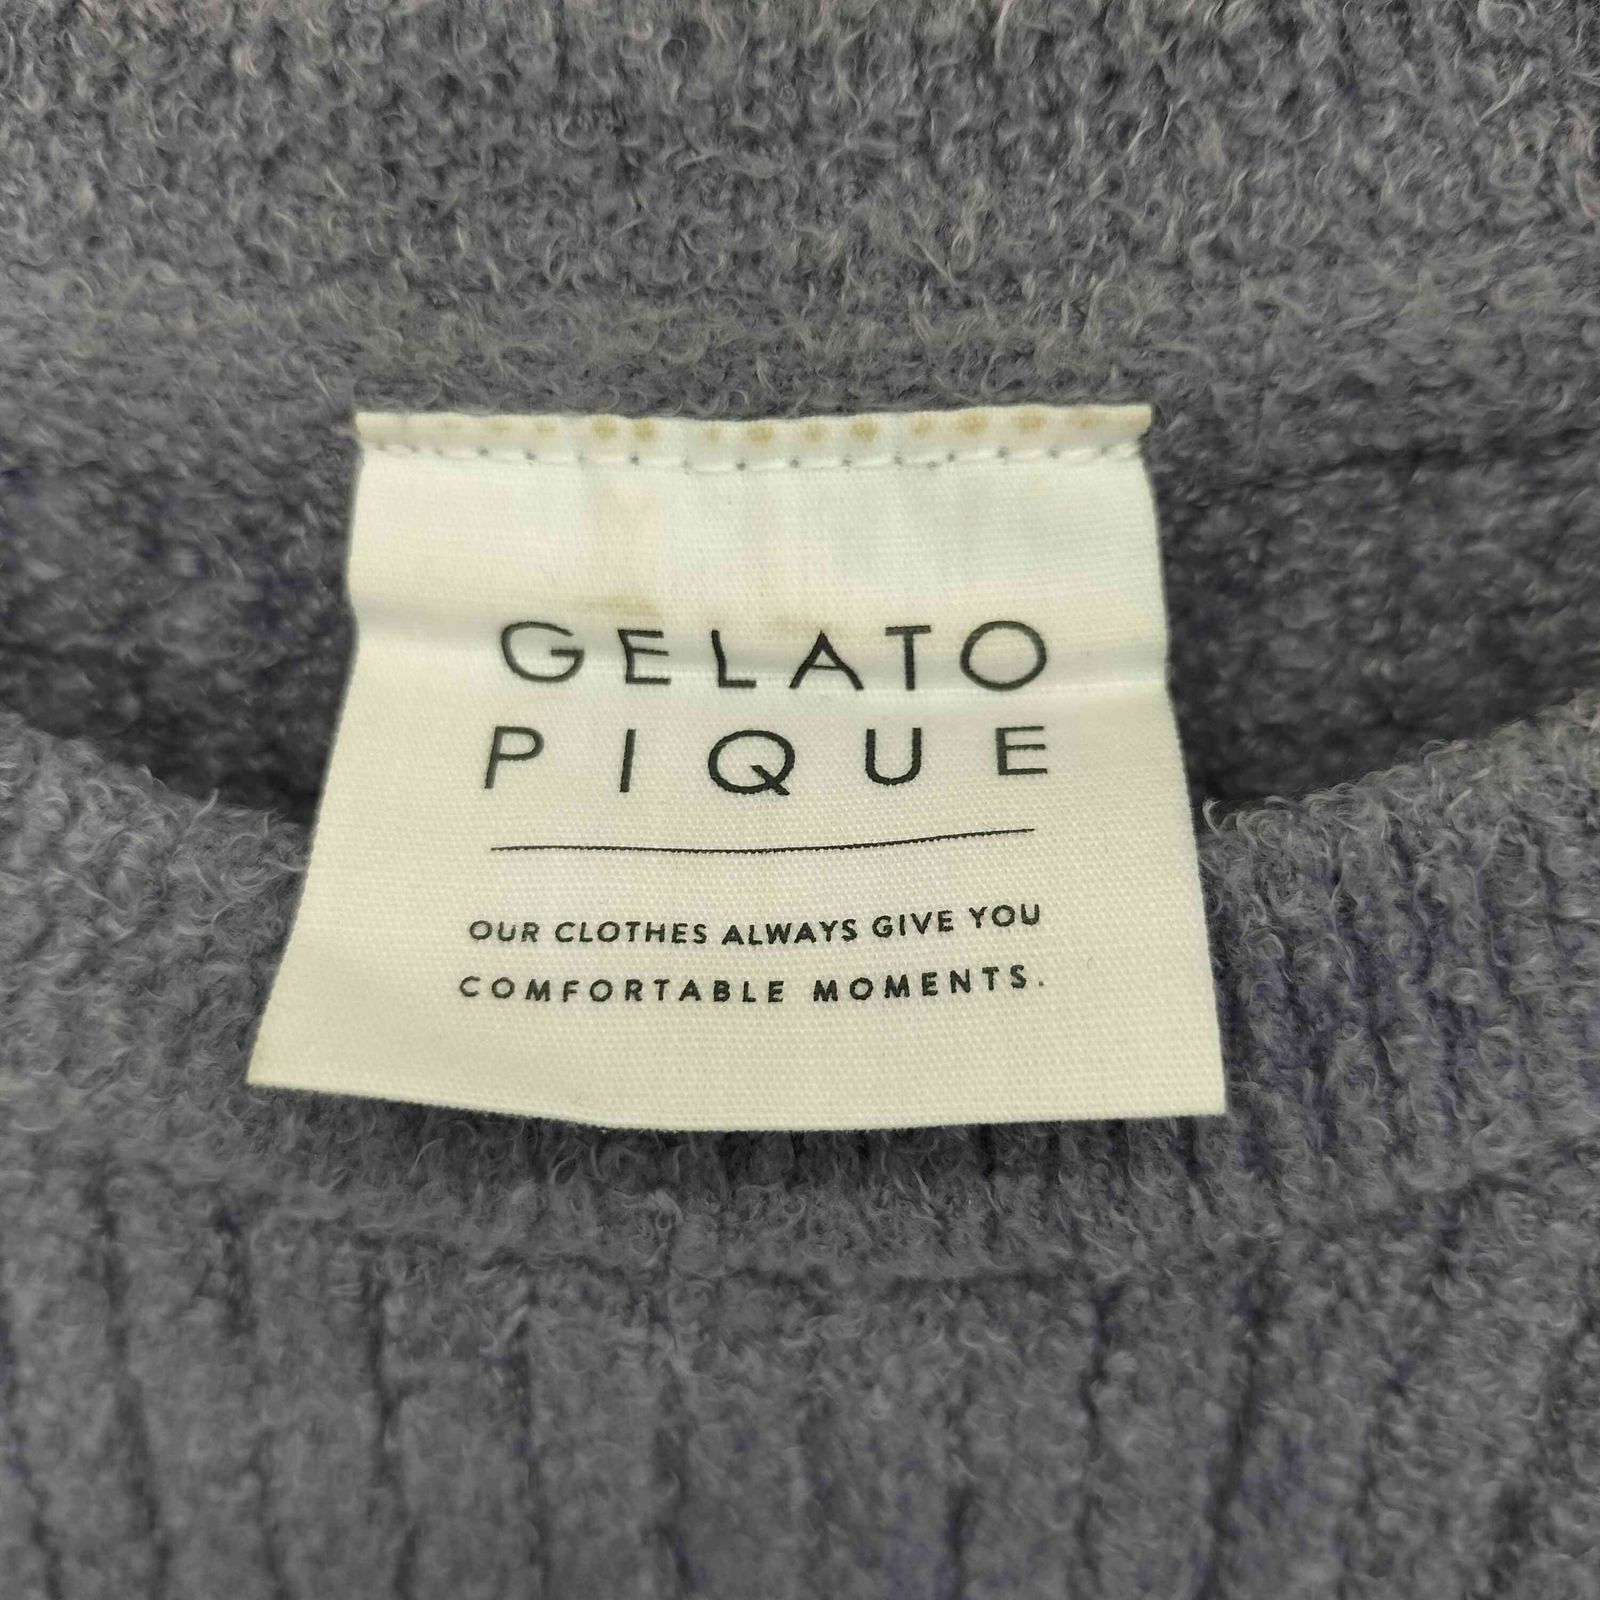 GELATO
PIQUE
OUR CLOTHES ALWAYS GIVE YOU
COMFORTABLE MOMENTS.